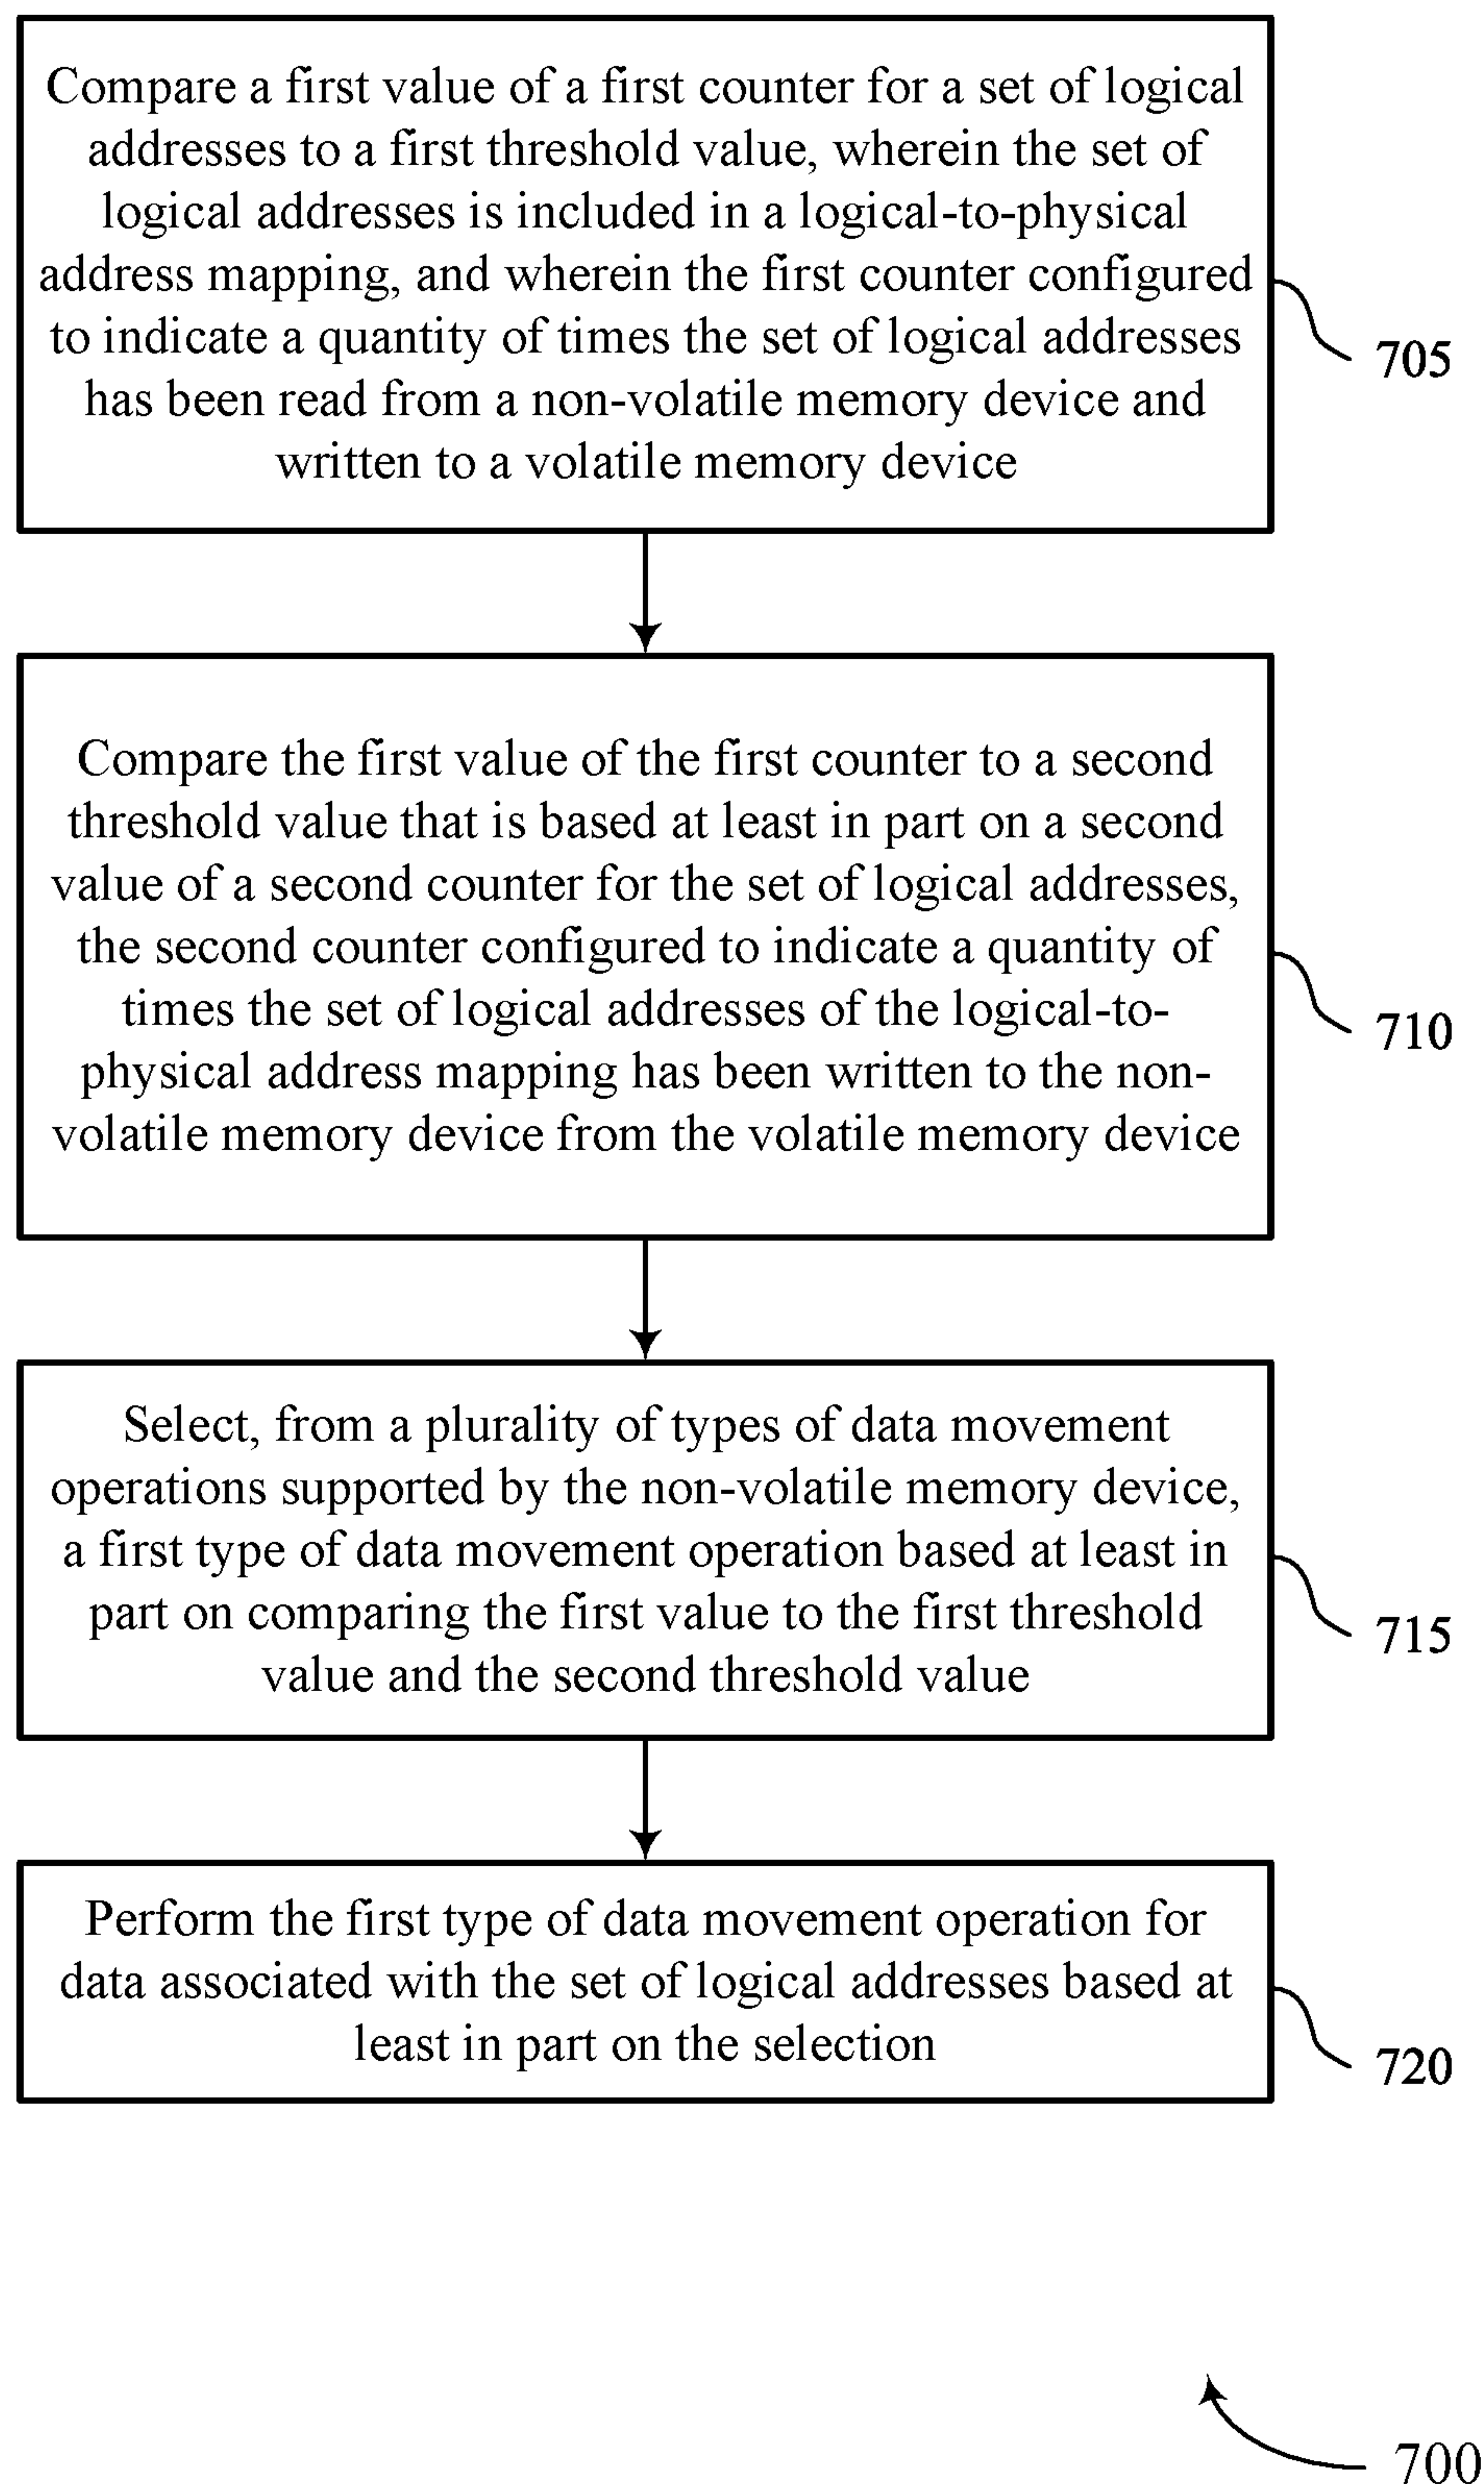 Compare a first value of a first counter for a set of logical
addresses to a first threshold value, wherein the set of
logical addresses is included in a logical-to-physical
address mapping, and wherein the first counter configured
to indicate a quantity of times the set of logical addresses
has been read from a non-volatile memory device and
written to a volatile memory device
705
Compare the first value of the first counter to a second
threshold value that is based at least in part on a second
value of a second counter for the set of logical addresses,
the second counter configured to indicate a quantity of
times the set of logical addresses of the logical-to-
physical address mapping has been written to the non-
volatile memory device from the volatile memory device
710
Select, from a plurality of types of data movement
operations supported by the non-volatile memory device,
a first type of data movement operation based at least in
part on comparing the first value to the first threshold
value and the second threshold value
715
Perform the first type of data movement operation for
data associated with the set of logical addresses based at
least in part on the selection
720
700